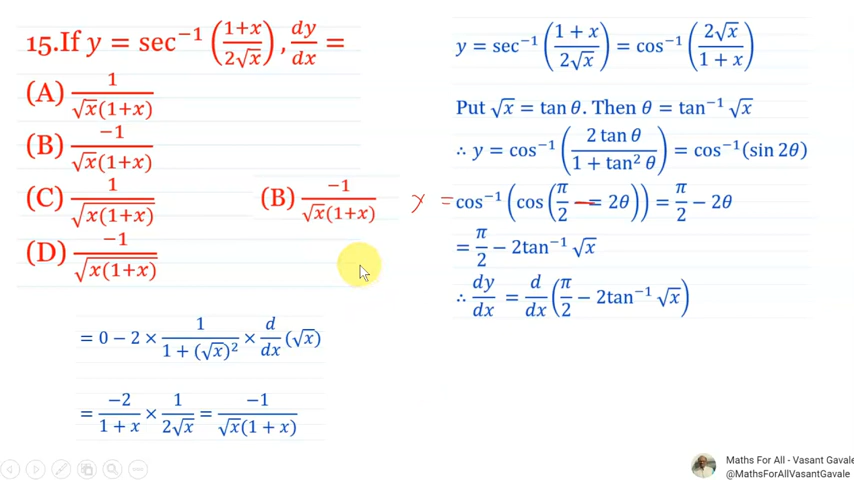 15.If y = sec⁻¹ ((1+x)/(2√x)), dy/dx =
(A) 1/(√x(1+x))
(B) −1/(√x(1+x))
(C) 1/√(x(1+x))
(D) −1/√(x(1+x))
(B) −1/(√x(1+x))
y = sec⁻¹ ((1 + x)/(2√x)) = cos⁻¹ ((2√x)/(1 + x))
Put √x = tan θ. Then θ = tan⁻¹ √x
∴ y = cos⁻¹ ((2 tan θ)/(1 + tan² θ)) = cos⁻¹(sin 2θ)
y = cos⁻¹ (cos (π/2 − 2θ)) = π/2 − 2θ
= π/2 − 2tan⁻¹ √x
∴ dy/dx = d/dx (π/2 − 2tan⁻¹ √x)
= 0 − 2 × 1/(1 + (√x)²) × d/dx (√x)
= −2/(1 + x) × 1/(2√x) = −1/(√x(1 + x))
Maths For All - Vasant Gavale
@MathsForAllVasantGavale